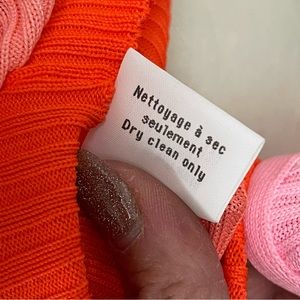 Nettoyage à sec
seulement
Dry clean only